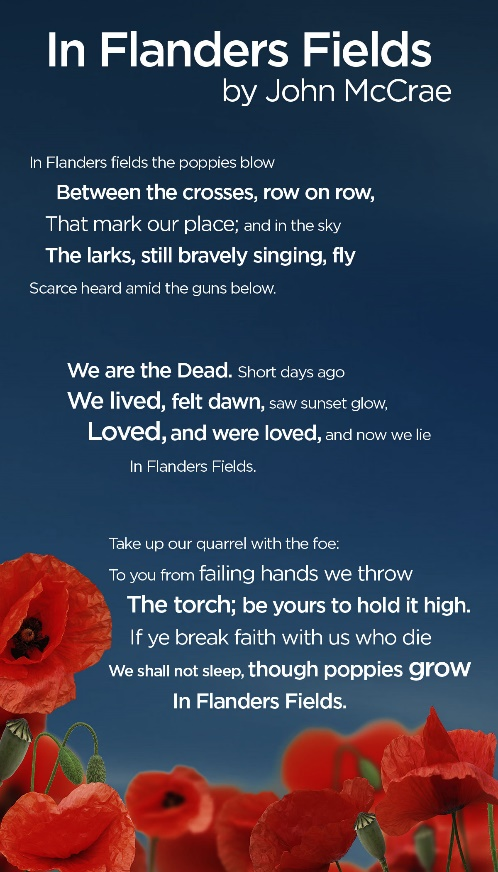 In Flanders Fields
by John McCrae
In Flanders fields the poppies blow
Between the crosses, row on row,
That mark our place; and in the sky
The larks, still bravely singing, fly
Scarce heard amid the guns below.
We are the Dead. Short days ago
We lived, felt dawn, saw sunset glow,
Loved, and were loved, and now we lie
In Flanders Fields.
Take up our quarrel with the foe:
To you from failing hands we throw
The torch; be yours to hold it high.
If ye break faith with us who die
We shall not sleep, though poppies grow
In Flanders Fields.